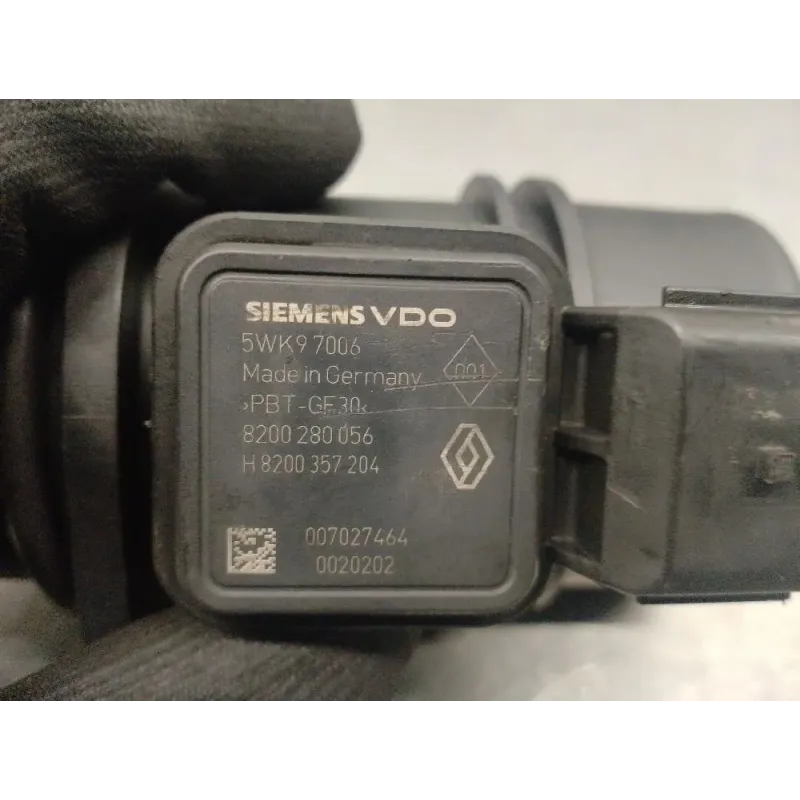 SIEMENS VDO
5WK9 7006
Made in Germany
001
>PBT-GF30<
8200 280 056
H 8200 357 204
007027464
0020202